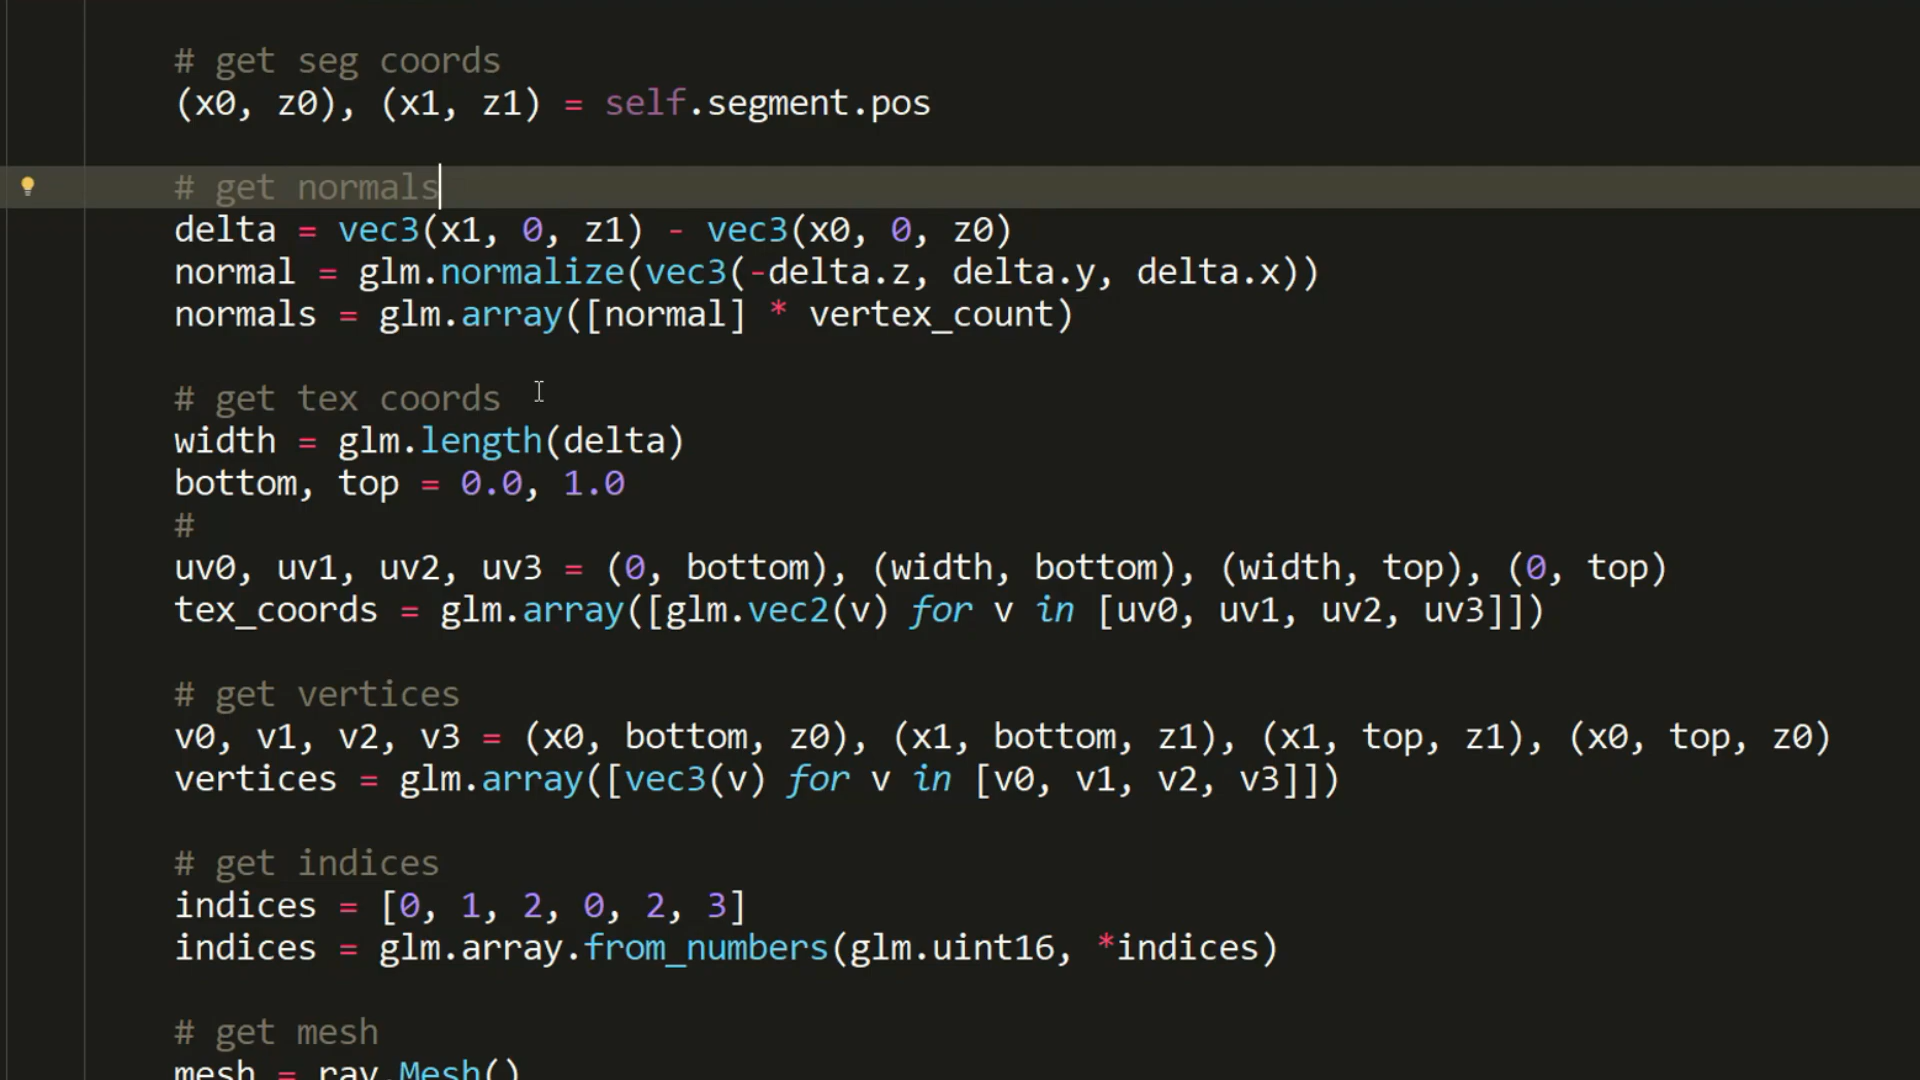 # get seg coords
(x0, z0), (x1, z1) = self.segment.pos
# get normals
delta = vec3(x1, 0, z1) - vec3(x0, 0, z0)
normal = glm.normalize(vec3(-delta.z, delta.y, delta.x))
normals = glm.array([normal] * vertex_count)
# get tex coords
width = glm.length(delta)
bottom, top = 0.0, 1.0
#
uv0, uv1, uv2, uv3 = (0, bottom), (width, bottom), (width, top), (0, top)
tex_coords = glm.array([glm.vec2(v) for v in [uv0, uv1, uv2, uv3]])
# get vertices
v0, v1, v2, v3 = (x0, bottom, z0), (x1, bottom, z1), (x1, top, z1), (x0, top, z0)
vertices = glm.array([vec3(v) for v in [v0, v1, v2, v3]])
# get indices
indices = [0, 1, 2, 0, 2, 3]
indices = glm.array.from_numbers(glm.uint16, *indices)
# get mesh
mesh = ray.Mesh()